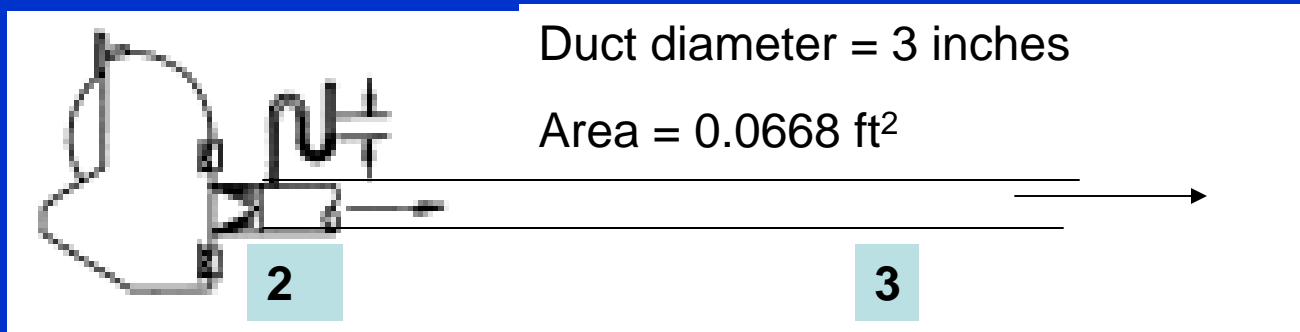 Duct diameter = 3 inches
Area = 0.0668 ft²
2
3